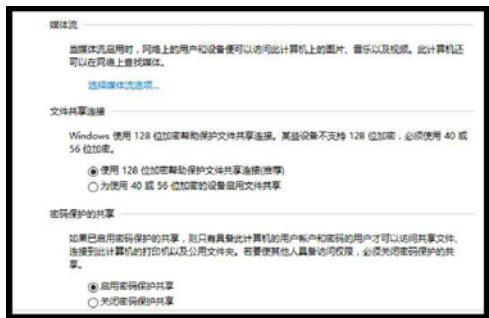 媒体流
当媒体流启用时，网络上的用户和设备便可以访问此计算机上的图片、音乐以及视频。此计算机还
可以在网络上查找媒体。
选择媒体流选项...
文件共享连接
Windows 使用 128 位加密帮助保护文件共享连接。某些设备不支持 128 位加密，必须使用 40 或
56 位加密。
使用 128 位加密帮助保护文件共享连接(推荐)
为使用 40 或 56 位加密的设备启用文件共享
密码保护的共享
如果已启用密码保护的共享，则只有具备此计算机的用户帐户和密码的用户才可以访问共享文件、
连接到此计算机的打印机以及公用文件夹。若要使其他人具备访问权限，必须关闭密码保护的共
享。
启用密码保护共享
关闭密码保护共享